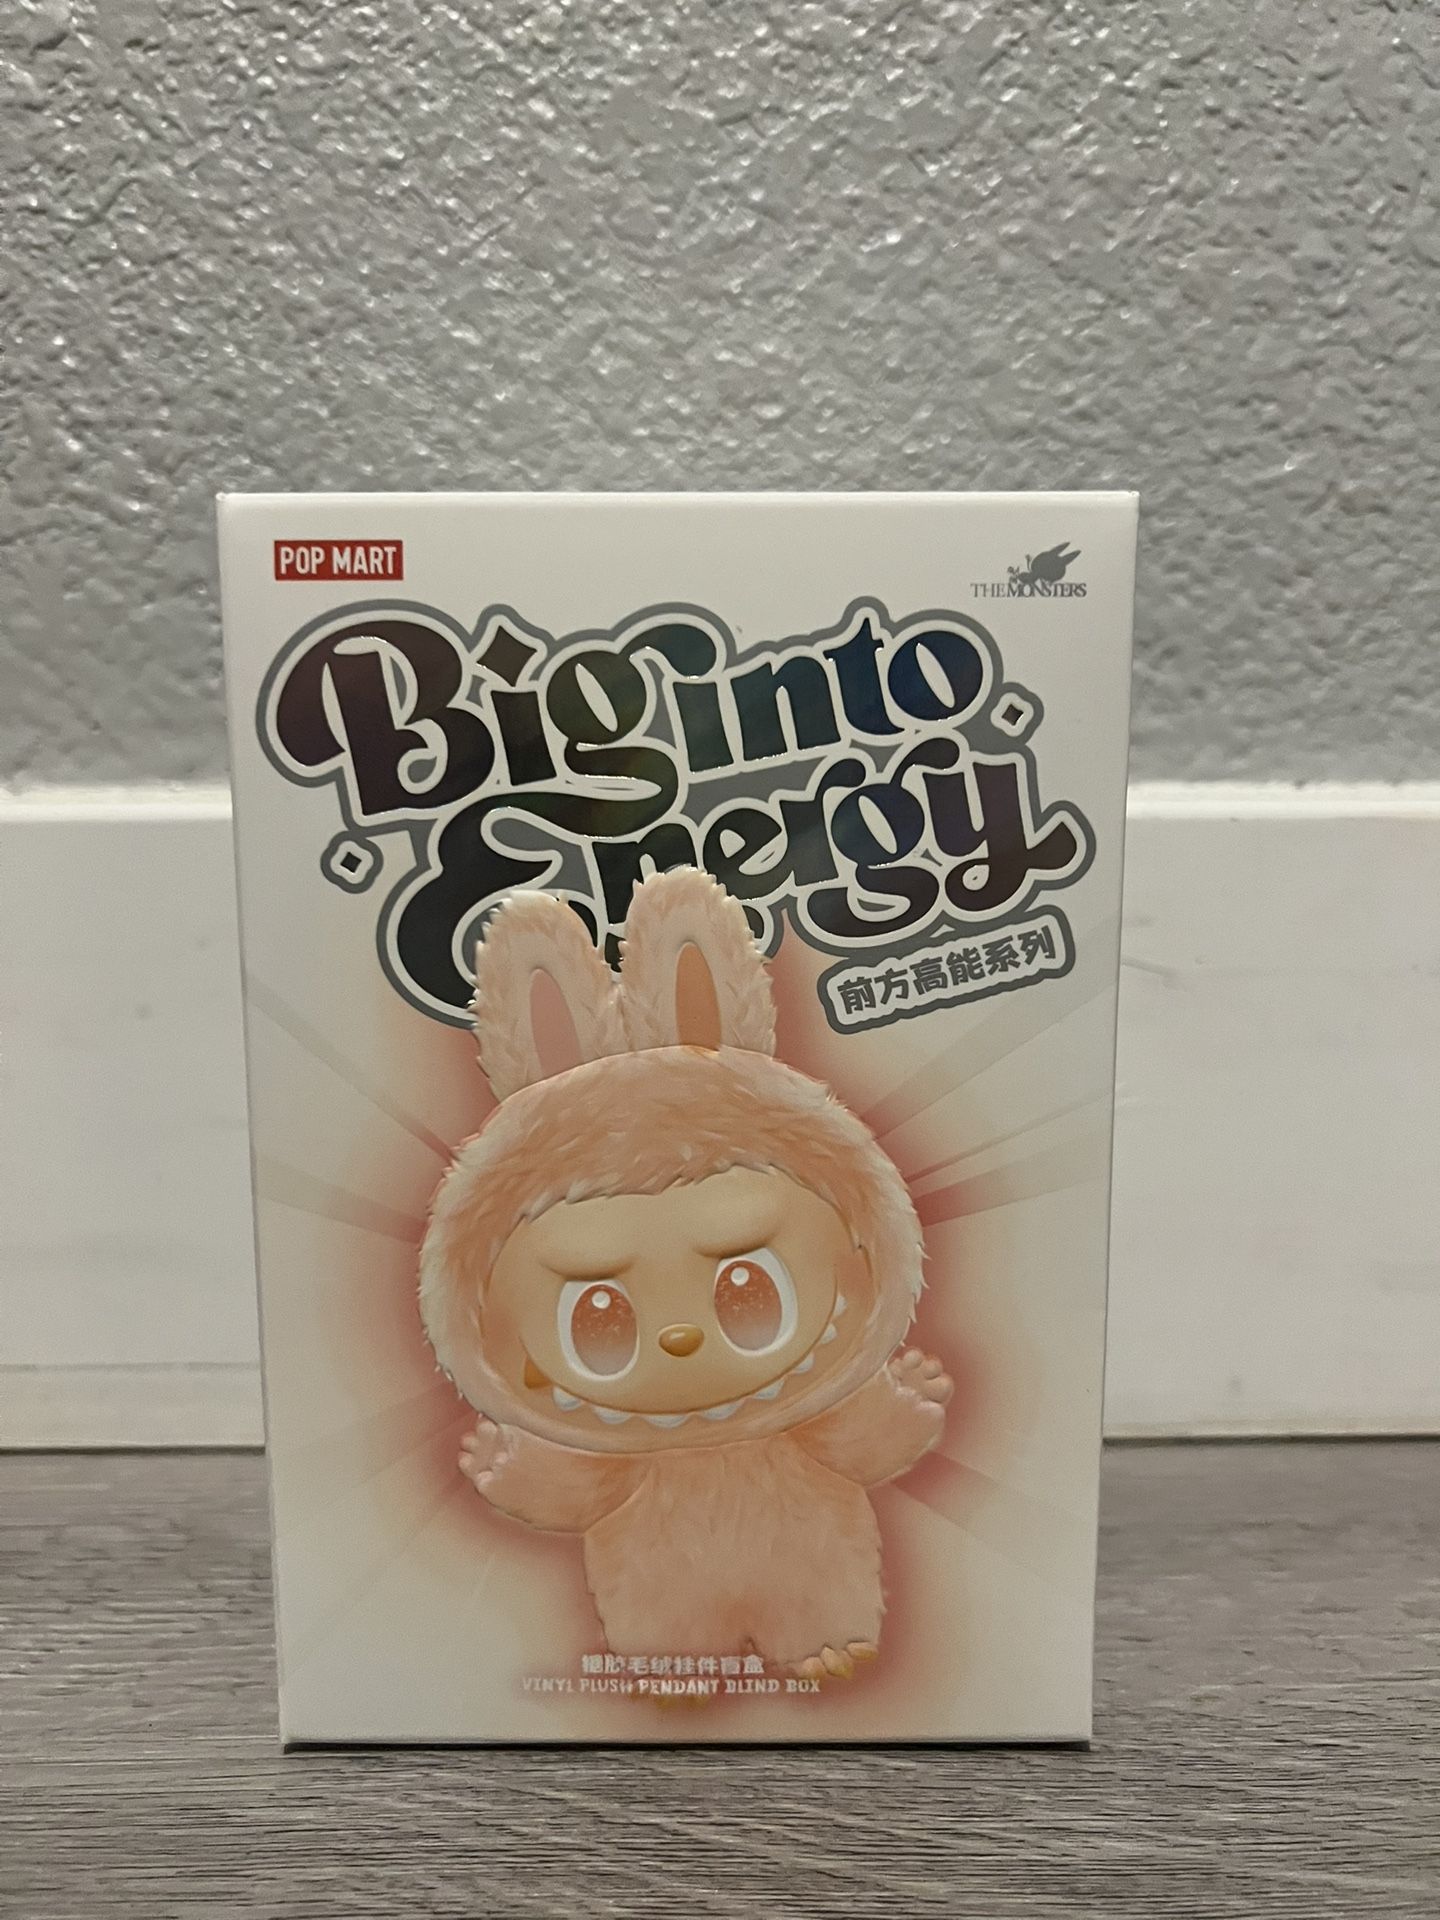 POP MART
THE MONSTERS
Big into
Energy
前方高能系列
搪胶毛绒挂件盲盒
VINYL PLUSH PENDANT BLIND BOX